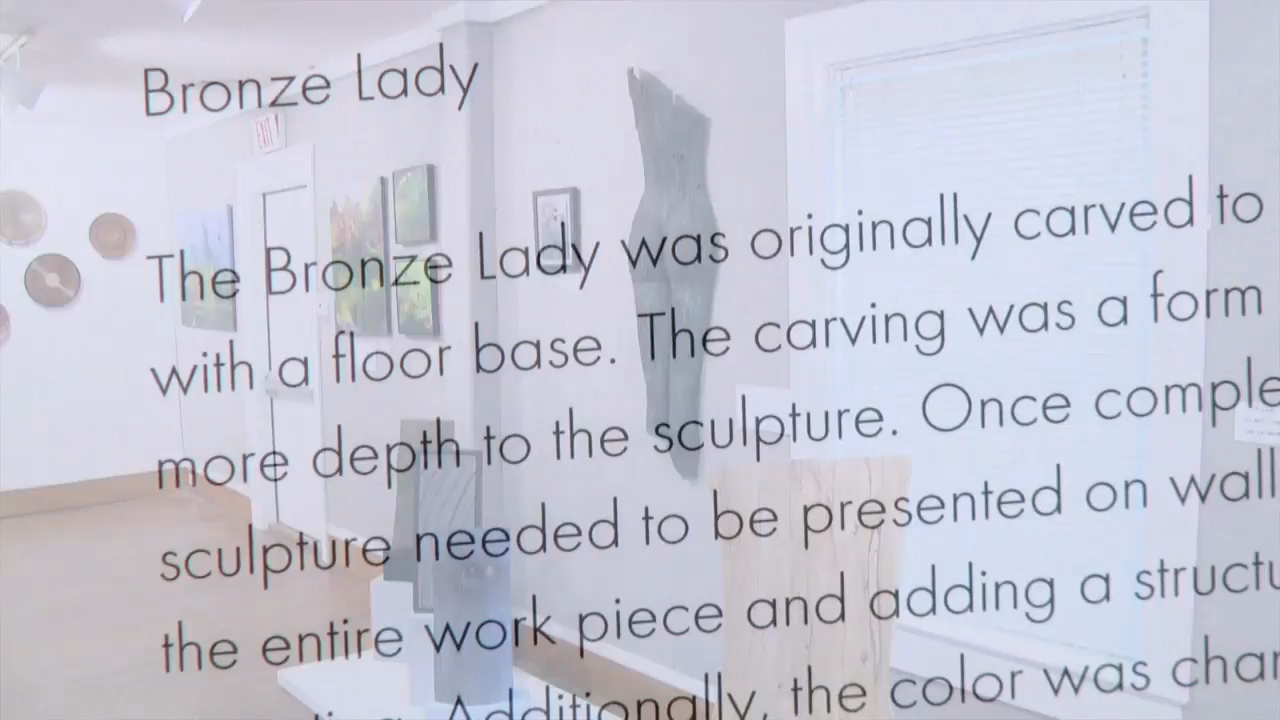 Bronze Lady
EXIT
The Bronze Lady was originally carved to
with a floor base. The carving was a form
more depth to the sculpture. Once comple
sculpture needed to be presented on wall
the entire work piece and adding a structu
Additionally, the color was char